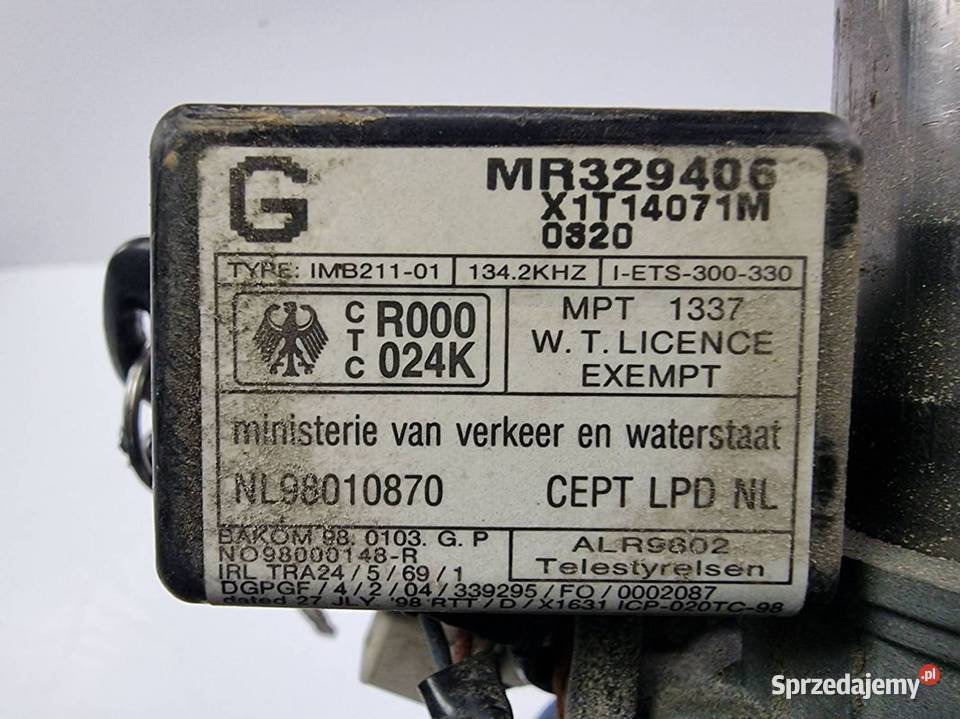 G
MR329406
X1T14071M
0320
TYPE: IMB211-01 134.2KHZ I-ETS-300-330
CTC R000 024K
MPT 1337
W. T. LICENCE
EXEMPT
ministerie van verkeer en waterstaat
NL98010870 CEPT LPD NL
BAKOM 98. 0103. G. P
NO98000148-R
IRL TRA24/5/69/1
ALR9802
Telestyrelsen
DGPGF/4/2/04/339295/FO/0002087
dated 27 JLY '98 RTT/D/X1631 ICP-020TC-98
Sprzedajemy.pl